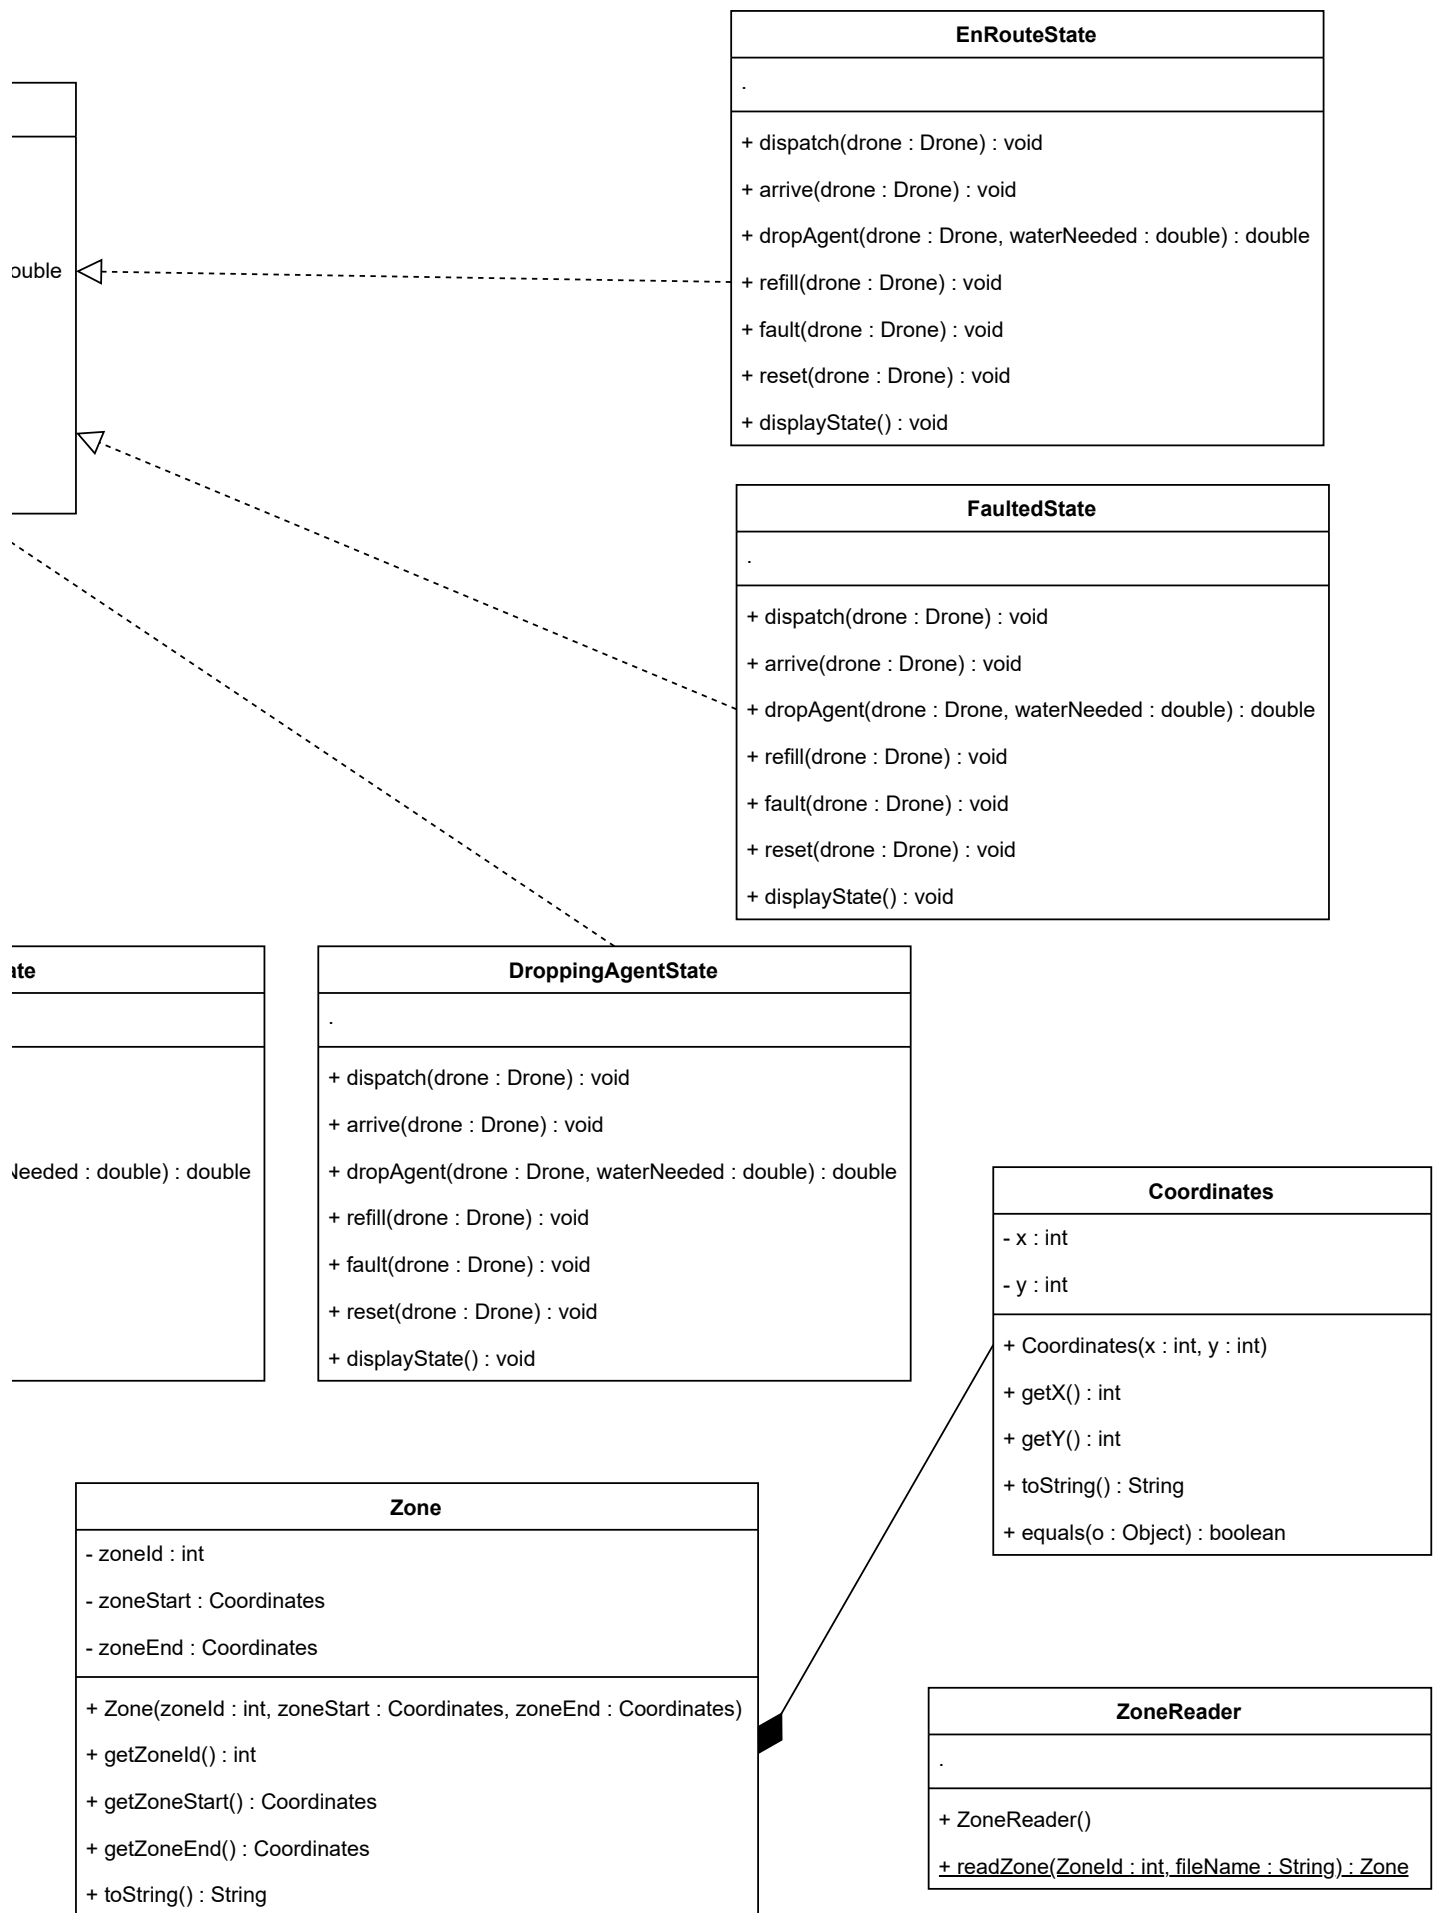 EnRouteState
.
+ dispatch(drone : Drone) : void
+ arrive(drone : Drone) : void
+ dropAgent(drone : Drone, waterNeeded : double) : double
+ refill(drone : Drone) : void
+ fault(drone : Drone) : void
+ reset(drone : Drone) : void
+ displayState() : void
FaultedState
.
+ dispatch(drone : Drone) : void
+ arrive(drone : Drone) : void
+ dropAgent(drone : Drone, waterNeeded : double) : double
+ refill(drone : Drone) : void
+ fault(drone : Drone) : void
+ reset(drone : Drone) : void
+ displayState() : void
: double) : double
DroppingAgentState
.
+ dispatch(drone : Drone) : void
+ arrive(drone : Drone) : void
+ dropAgent(drone : Drone, waterNeeded : double) : double
+ refill(drone : Drone) : void
+ fault(drone : Drone) : void
+ reset(drone : Drone) : void
+ displayState() : void
Coordinates
- x : int
- y : int
+ Coordinates(x : int, y : int)
+ getX() : int
+ getY() : int
+ toString() : String
+ equals(o : Object) : boolean
Zone
- zoneId : int
- zoneStart : Coordinates
- zoneEnd : Coordinates
+ Zone(zoneId : int, zoneStart : Coordinates, zoneEnd : Coordinates)
+ getZoneId() : int
+ getZoneStart() : Coordinates
+ getZoneEnd() : Coordinates
+ toString() : String
ZoneReader
.
+ ZoneReader()
+ readZone(ZoneId : int, fileName : String) : Zone